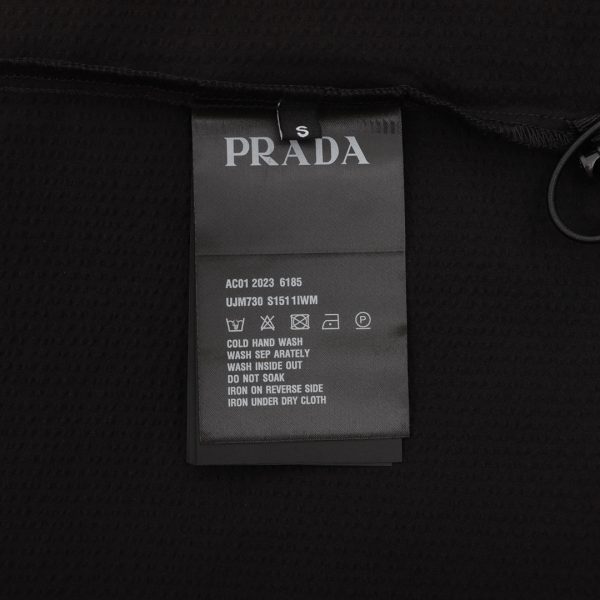 S
PRADA
AC01 2023 6185
UJM730 S1511IWM
P
COLD HAND WASH
WASH SEP ARATELY
WASH INSIDE OUT
DO NOT SOAK
IRON ON REVERSE SIDE
IRON UNDER DRY CLOTH